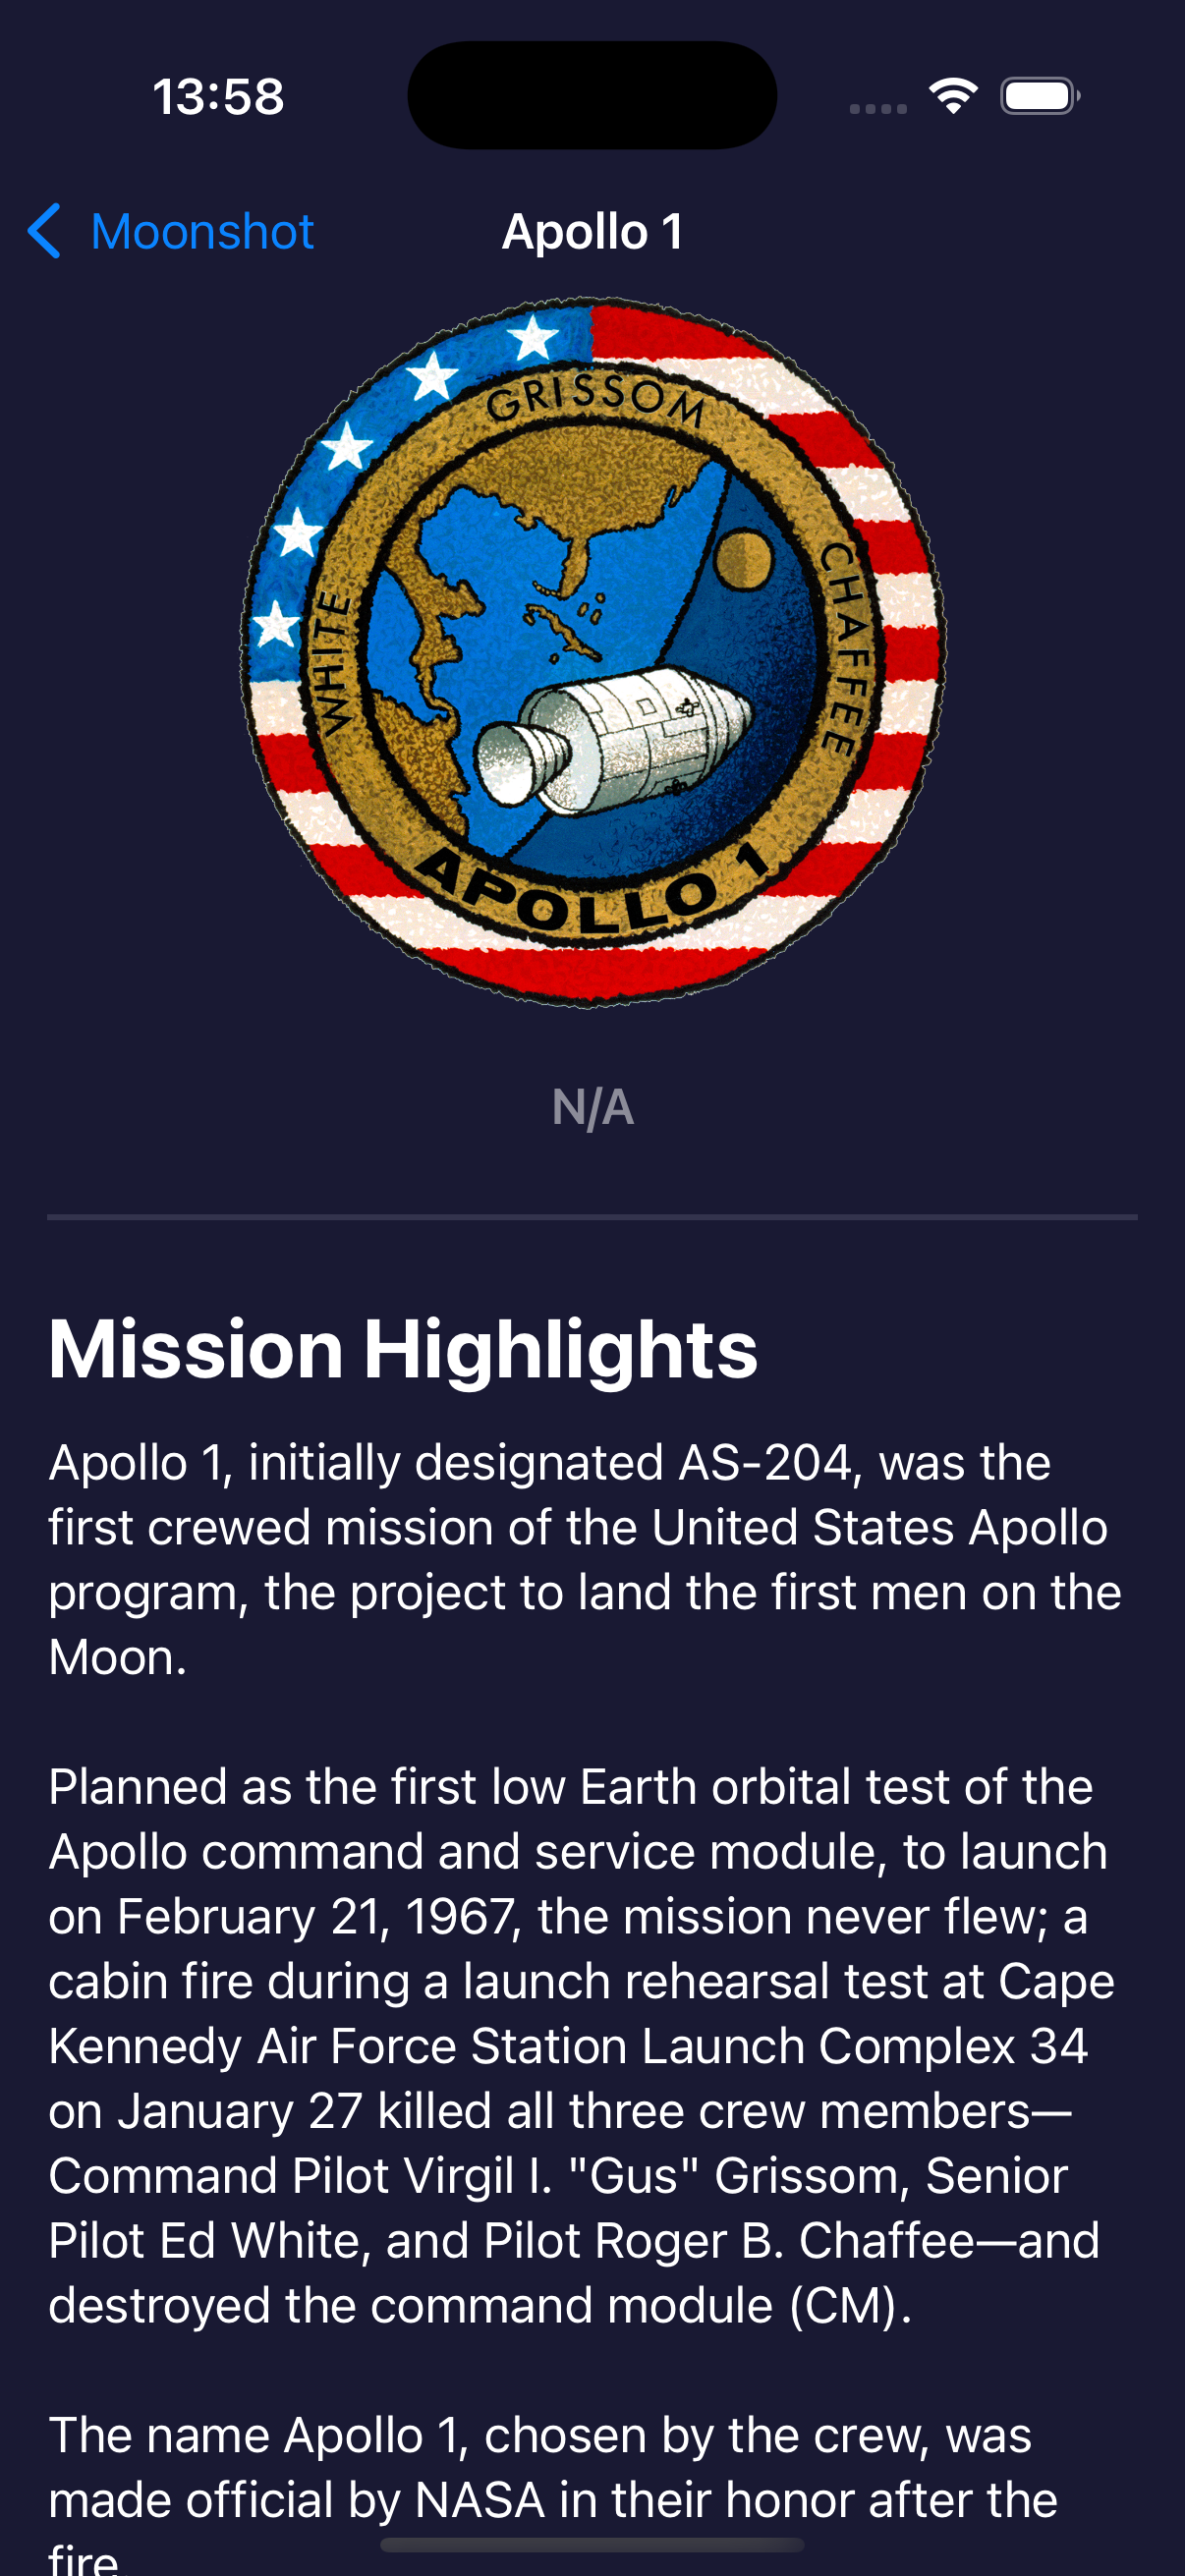 13:58
Moonshot
Apollo 1
GRISSOM
WHITE
CHAFFEE
APOLLO 1
N/A
Mission Highlights
Apollo 1, initially designated AS-204, was the
first crewed mission of the United States Apollo
program, the project to land the first men on the
Moon.
Planned as the first low Earth orbital test of the
Apollo command and service module, to launch
on February 21, 1967, the mission never flew; a
cabin fire during a launch rehearsal test at Cape
Kennedy Air Force Station Launch Complex 34
on January 27 killed all three crew members—
Command Pilot Virgil I. "Gus" Grissom, Senior
Pilot Ed White, and Pilot Roger B. Chaffee—and
destroyed the command module (CM).
The name Apollo 1, chosen by the crew, was
made official by NASA in their honor after the
fire.